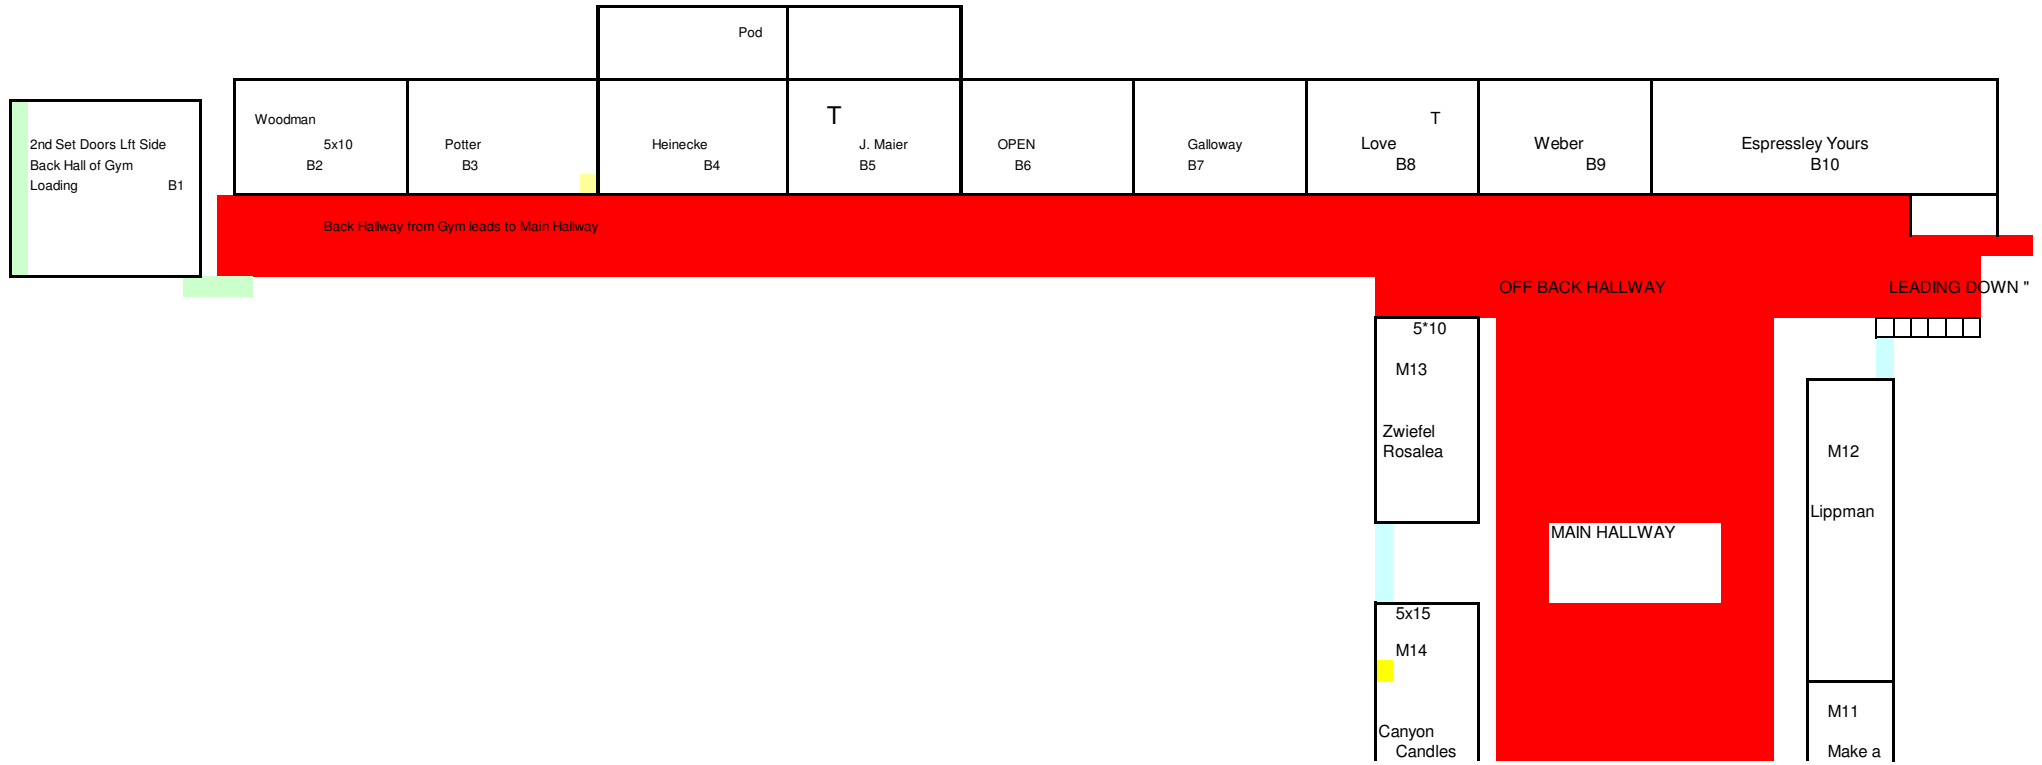 Pod
Woodman
T
T
2nd Set Doors Lft Side
5x10
Potter
Heinecke
J. Maier
OPEN
Galloway
Love
Weber
Espressley Yours
Back Hall of Gym
B2
B3
B4
B5
B6
B7
B8
B9
B10
Loading B1
Back Hallway from Gym leads to Main Hallway
OFF BACK HALLWAY
LEADING DOWN "
5*10
M13
Zwiefel
Rosalea
M12
Lippman
MAIN HALLWAY
5x15
M14
Canyon
Candles
M11
Make a